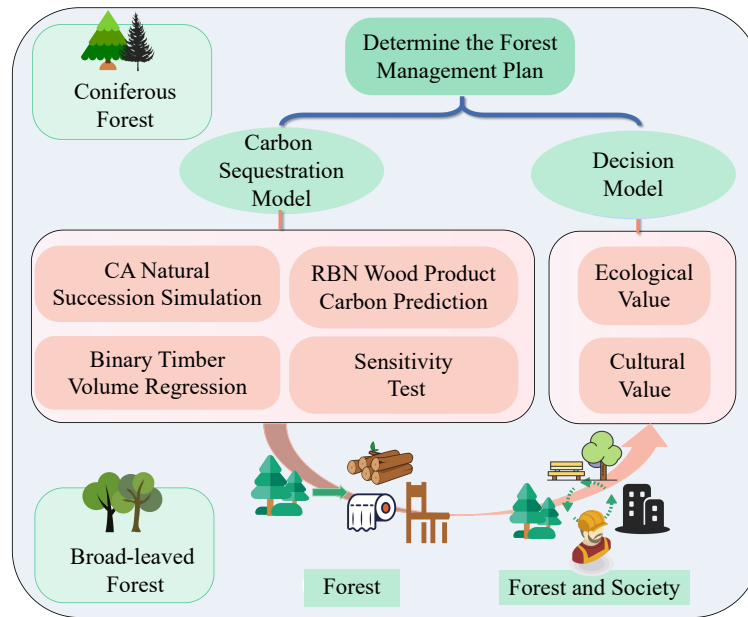 Determine the Forest
Management Plan
Coniferous
Forest
Carbon
Sequestration
Model
Decision
Model
CA Natural
Succession Simulation
RBN Wood Product
Carbon Prediction
Ecological
Value
Binary Timber
Volume Regression
Sensitivity
Test
Cultural
Value
Broad-leaved
Forest
Forest
Forest and Society